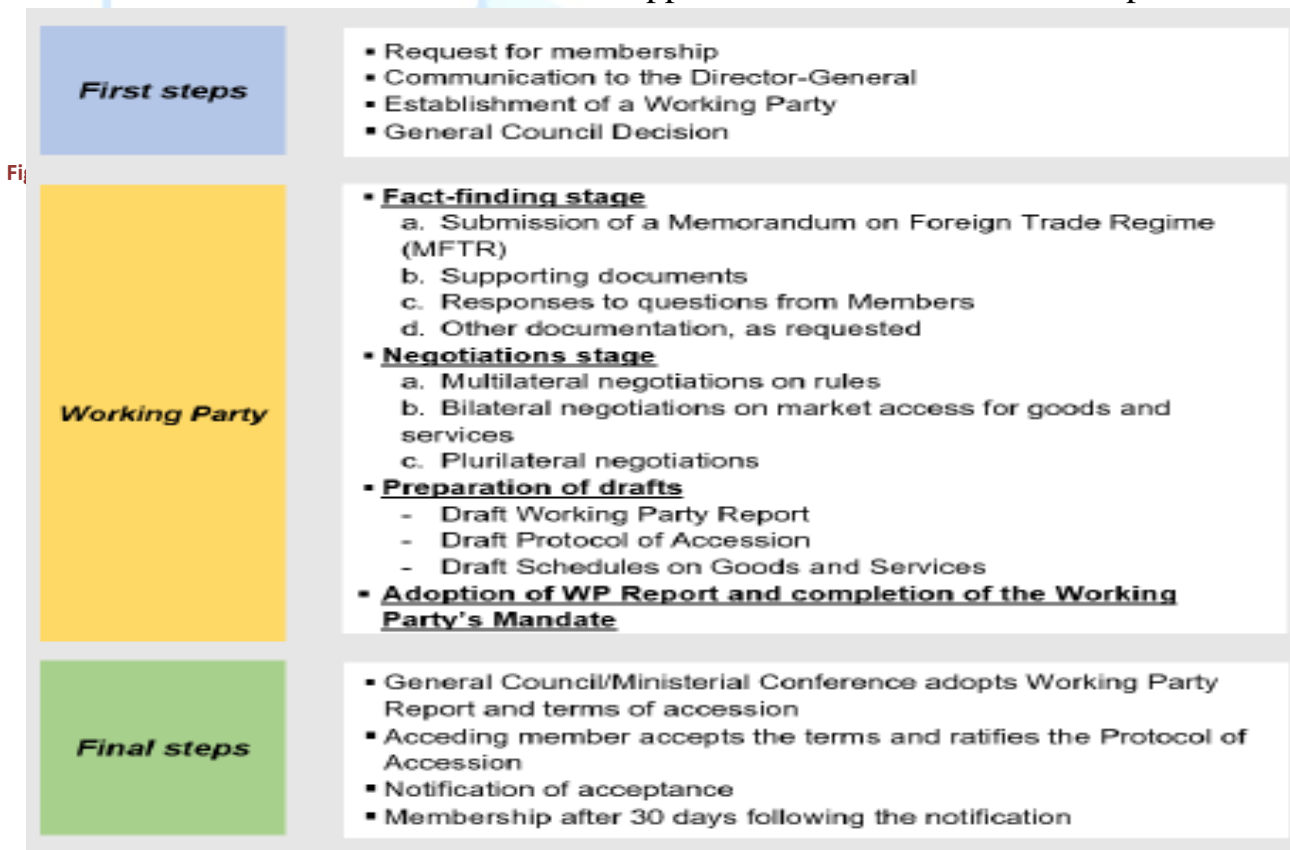 First steps
▪ Request for membership
▪ Communication to the Director-General
▪ Establishment of a Working Party
▪ General Council Decision
Working Party
▪ Fact-finding stage
a. Submission of a Memorandum on Foreign Trade Regime
(MFTR)
b. Supporting documents
c. Responses to questions from Members
d. Other documentation, as requested
▪ Negotiations stage
a. Multilateral negotiations on rules
b. Bilateral negotiations on market access for goods and
services
c. Plurilateral negotiations
▪ Preparation of drafts
- Draft Working Party Report
- Draft Protocol of Accession
- Draft Schedules on Goods and Services
▪ Adoption of WP Report and completion of the Working
Party's Mandate
Final steps
▪ General Council/Ministerial Conference adopts Working Party
Report and terms of accession
▪ Acceding member accepts the terms and ratifies the Protocol of
Accession
▪ Notification of acceptance
▪ Membership after 30 days following the notification